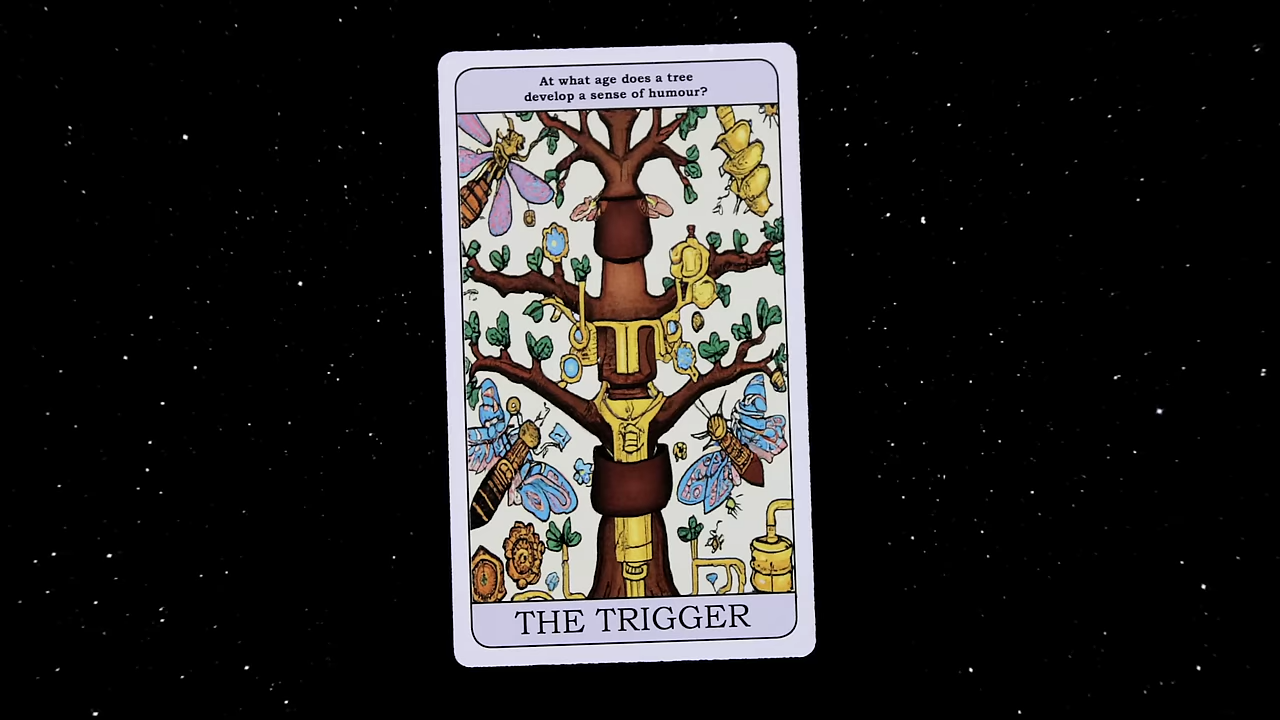 At what age does a tree
develop a sense of humour?
THE TRIGGER